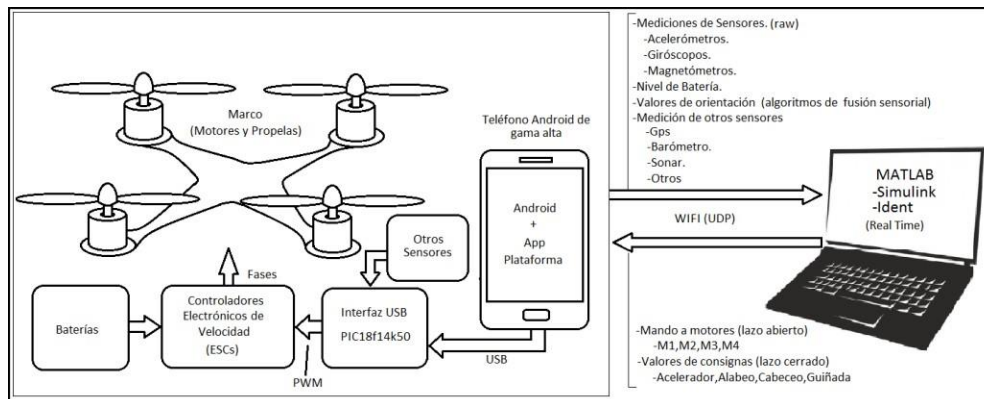 Marco
(Motores y Propelas)
Fases
Baterías
Controladores
Electrónicos de
Velocidad
(ESCs)
PWM
Otros
Sensores
Interfaz USB
PIC18f14k50
USB
Teléfono Android de
gama alta
Android
+
App
Plataforma
-Mediciones de Sensores. (raw)
-Acelerómetros.
-Giróscopos.
-Magnetómetros.
-Nivel de Batería.
-Valores de orientación (algoritmos de fusión sensorial)
-Medición de otros sensores
-Gps
-Barómetro.
-Sonar.
-Otros
WIFI (UDP)
MATLAB
-Simulink
-Ident
(Real Time)
-Mando a motores (lazo abierto)
-M1,M2,M3,M4
-Valores de consignas (lazo cerrado)
-Acelerador,Alabeo,Cabeceo,Guiñada